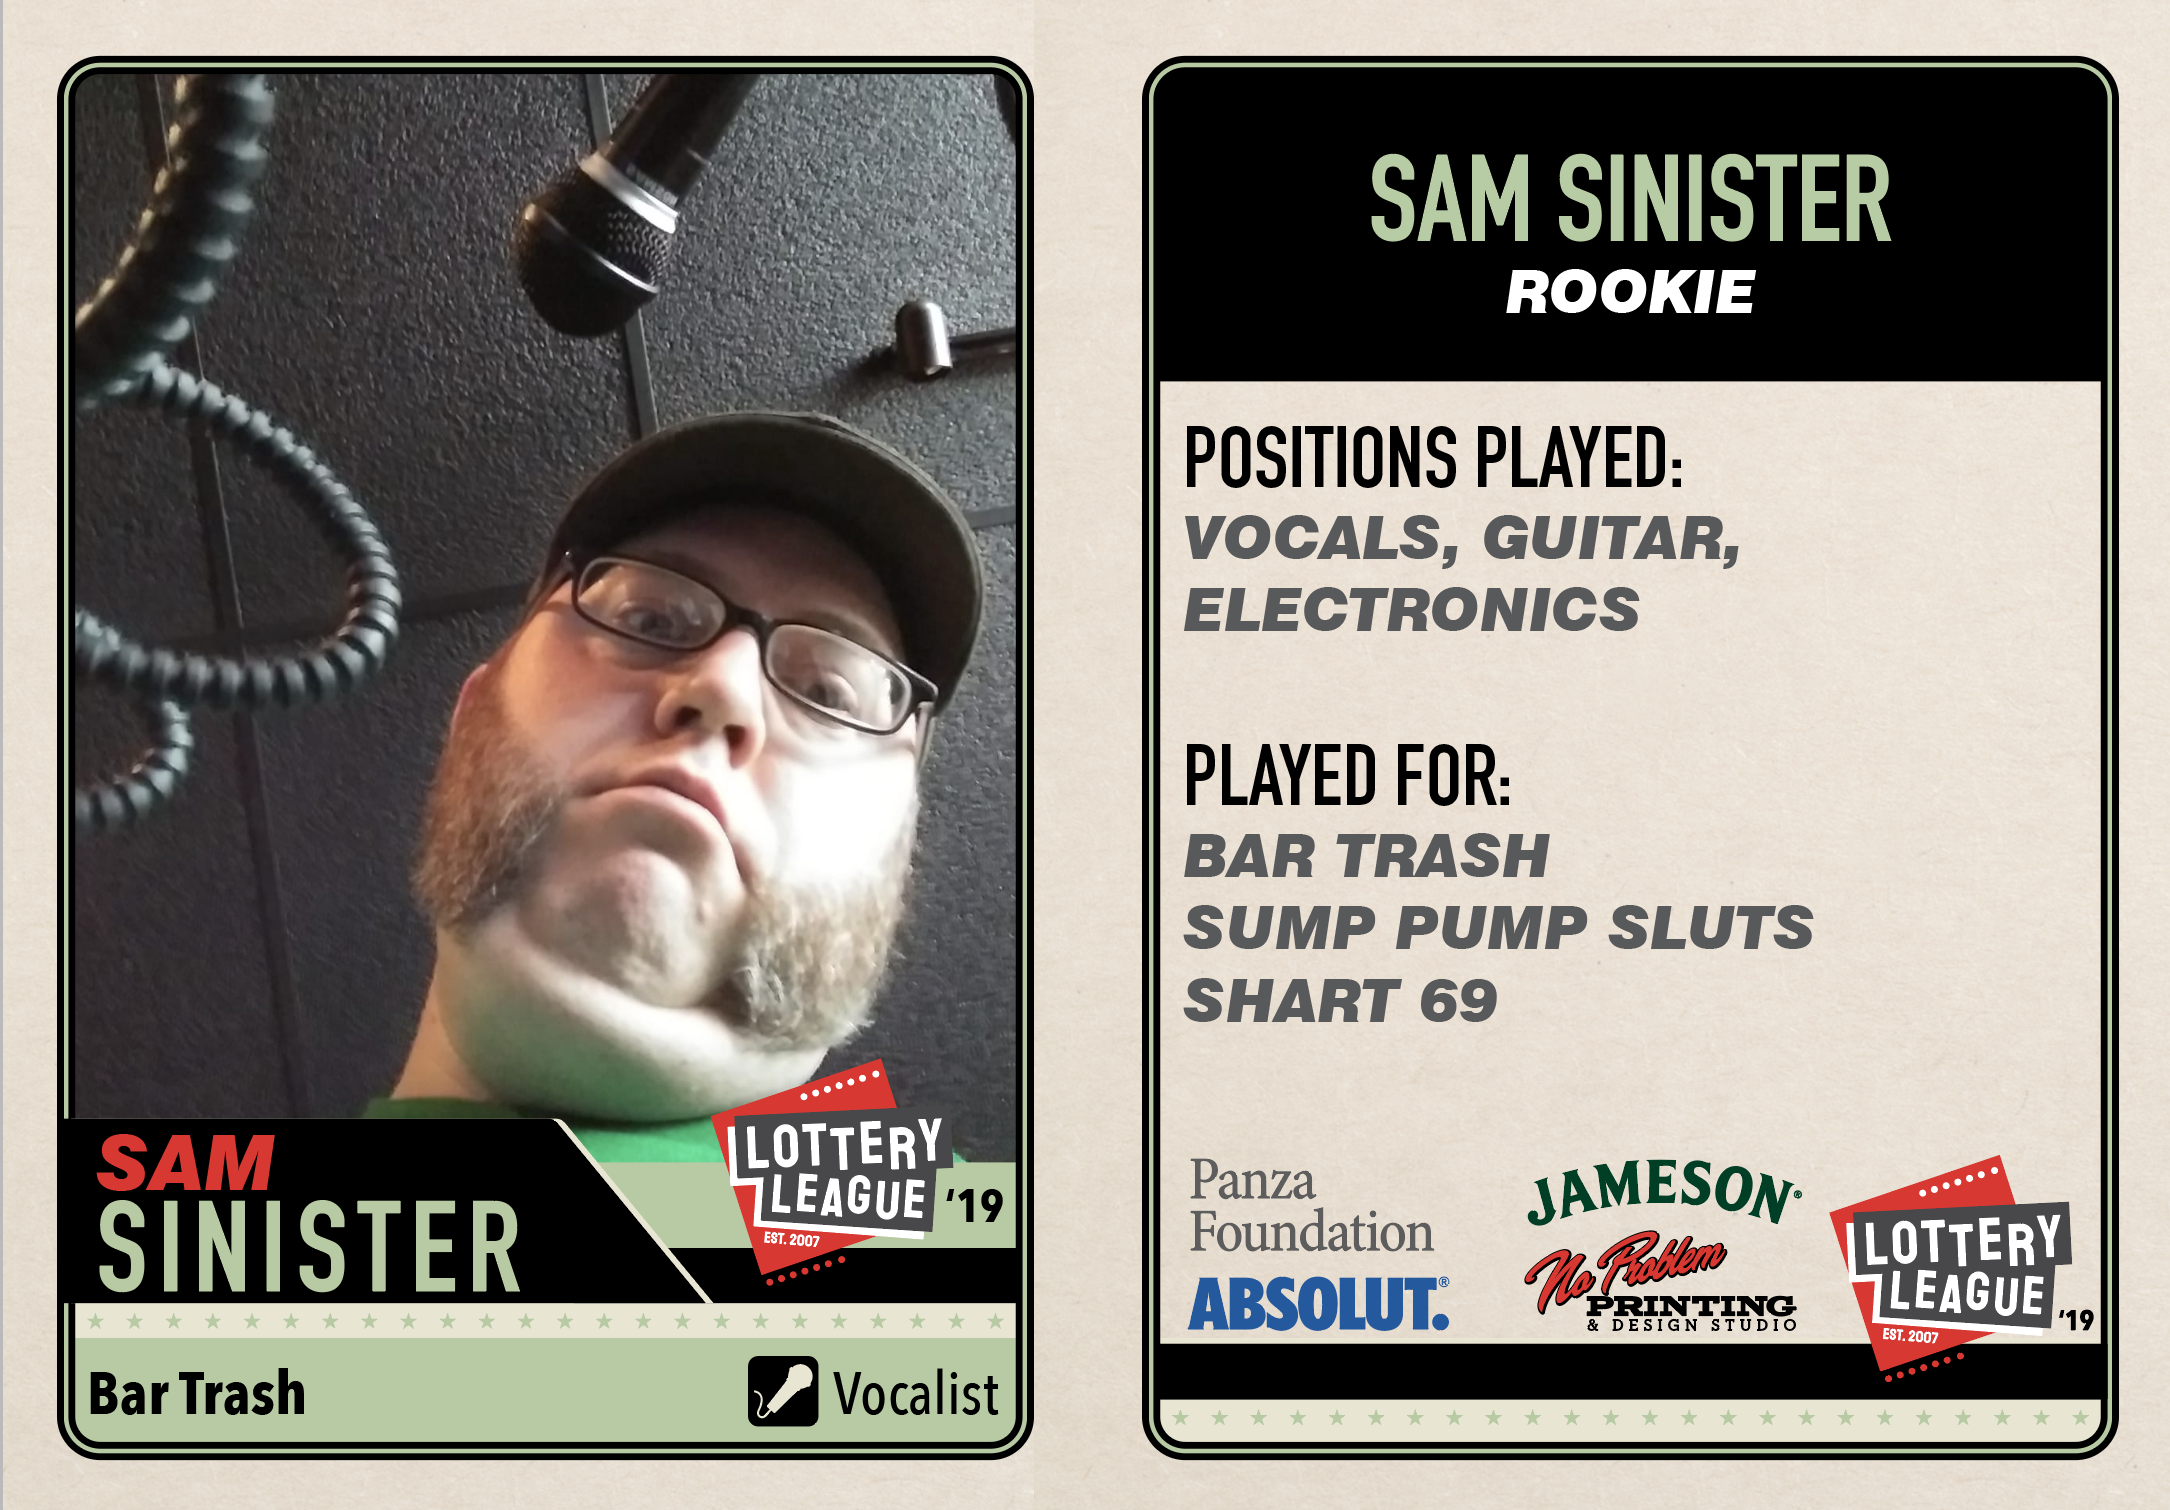 SAM
SINISTER
LOTTERY
LEAGUE
EST. 2007
'19
Bar Trash
Vocalist
SAM SINISTER
ROOKIE
POSITIONS PLAYED:
VOCALS, GUITAR,
ELECTRONICS
PLAYED FOR:
BAR TRASH
SUMP PUMP SLUTS
SHART 69
Panza
Foundation
ABSOLUT.®
JAMESON®
No Problem
PRINTING
& DESIGN STUDIO
LOTTERY
LEAGUE
EST. 2007
'19